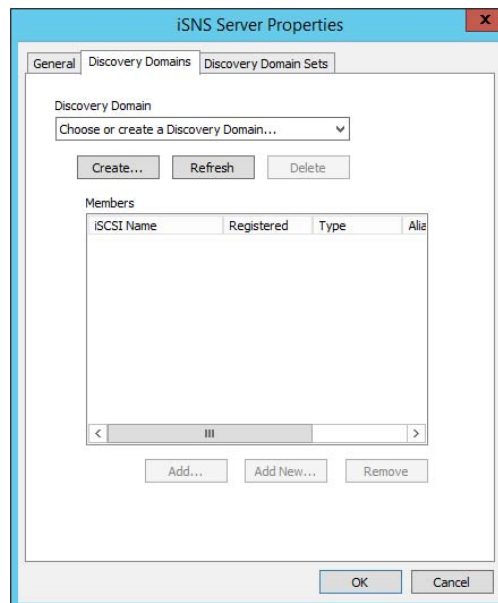 iSNS Server Properties
x
General Discovery Domains Discovery Domain Sets
Discovery Domain
Choose or create a Discovery Domain...
Create... Refresh Delete
Members
iSCSI Name Registered Type Alia
Add... Add New... Remove
OK Cancel